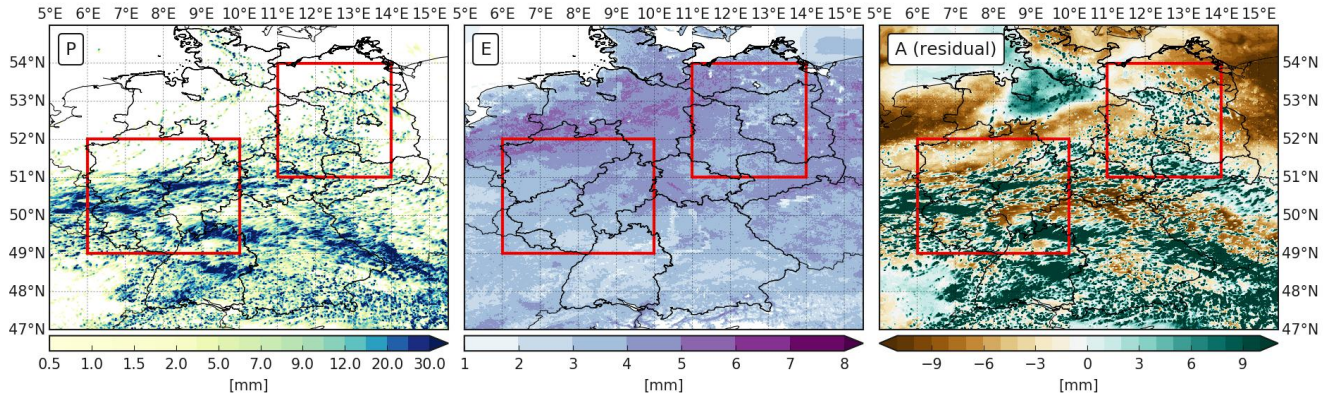 5°E 6°E 7°E 8°E 9°E 10°E 11°E 12°E 13°E 14°E 15°E 5°E 6°E 7°E 8°E 9°E 10°E 11°E 12°E 13°E 14°E 15°E 5°E 6°E 7°E 8°E 9°E 10°E 11°E 12°E 13°E 14°E 15°E
P E A (residual)
54°N 54°N
53°N 53°N
52°N 52°N
51°N 51°N
50°N 50°N
49°N 49°N
48°N 48°N
47°N 47°N
0.5 1.0 2.0 5.0 7.0 9.0 12.0 20.0 30.0 1 2 3 4 5 6 7 8 −9 −6 −3 0 3 6 9
[mm] [mm] [mm]